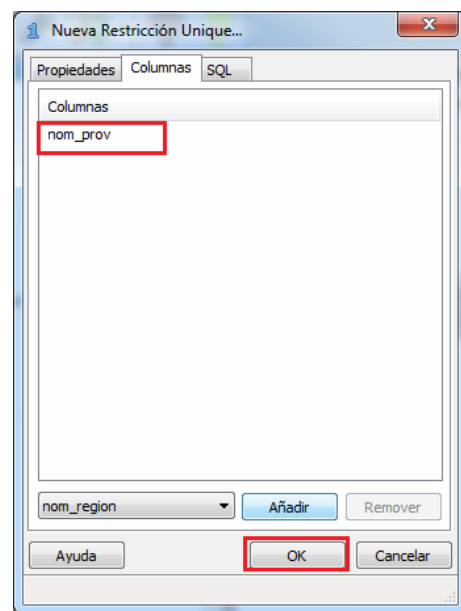 Nueva Restricción Unique...
Propiedades Columnas SQL
Columnas
nom_prov
nom_region Añadir Remover
Ayuda OK Cancelar